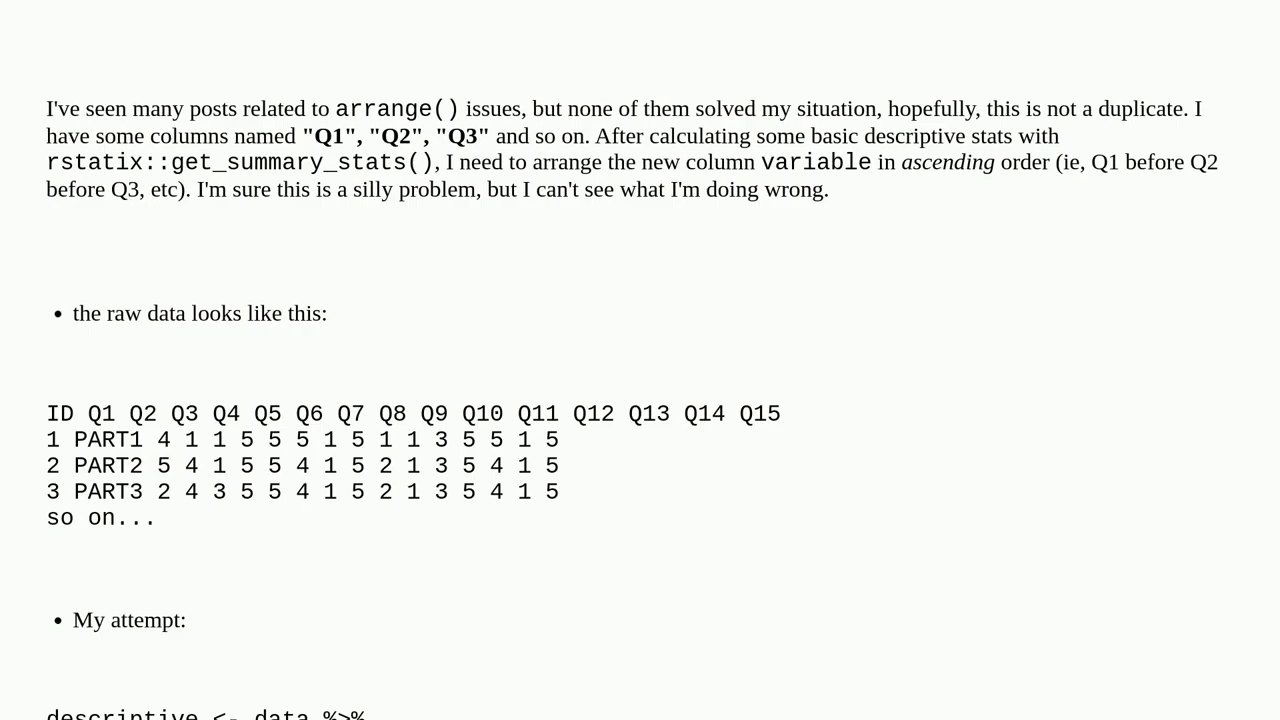 I've seen many posts related to arrange() issues, but none of them solved my situation, hopefully, this is not a duplicate. I
have some columns named "Q1", "Q2", "Q3" and so on. After calculating some basic descriptive stats with
rstatix::get_summary_stats(), I need to arrange the new column variable in ascending order (ie, Q1 before Q2
before Q3, etc). I'm sure this is a silly problem, but I can't see what I'm doing wrong.
• the raw data looks like this:
ID Q1 Q2 Q3 Q4 Q5 Q6 Q7 Q8 Q9 Q10 Q11 Q12 Q13 Q14 Q15
1 PART1 4 1 1 5 5 5 1 5 1 1 3 5 5 1 5
2 PART2 5 4 1 5 5 4 1 5 2 1 3 5 4 1 5
3 PART3 2 4 3 5 5 4 1 5 2 1 3 5 4 1 5
so on...
• My attempt:
descriptive <- data %>%